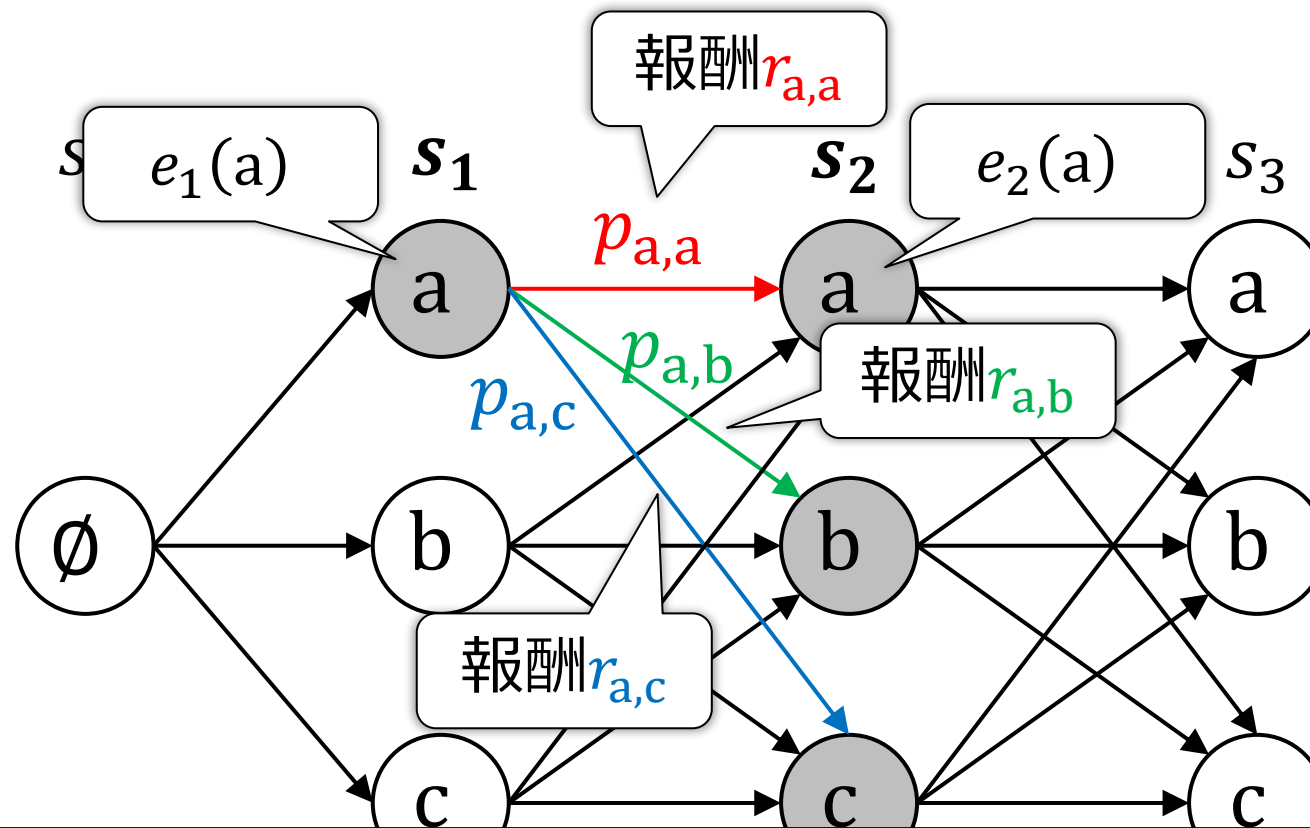 報酬r_{a,a}
s
e_1(a)
s_1
s_2
e_2(a)
s_3
p_{a,a}
a
a
a
p_{a,b}
p_{a,c}
報酬r_{a,b}
∅
b
b
b
報酬r_{a,c}
c
c
c